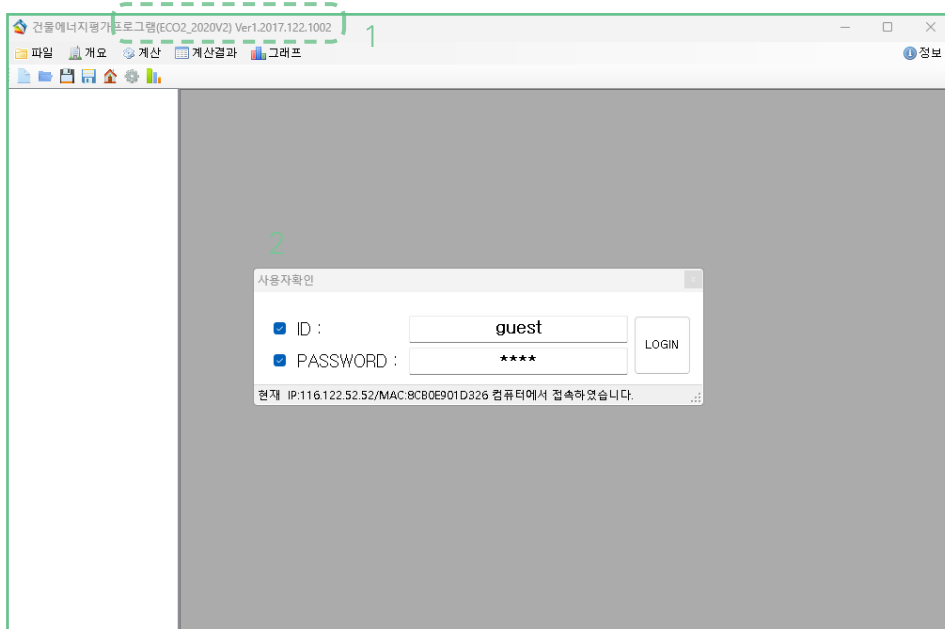 건물에너지평가프로그램(ECO2_2020V2) Ver1.2017.122.1002
1
파일 개요 계산 계산결과 그래프 정보
2
사용자확인
ID : guest
LOGIN
PASSWORD : ****
현재 IP:116.122.52.52/MAC:8CB0E901D326 컴퓨터에서 접속하였습니다.